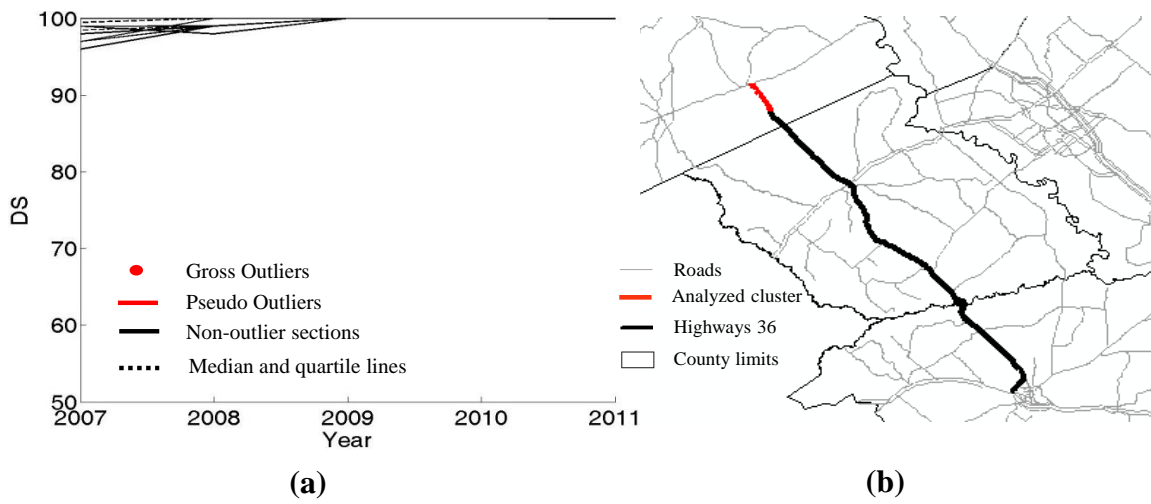 100
90
80
70
60
50
DS
Gross Outliers
Pseudo Outliers
Non-outlier sections
Median and quartile lines
2007
2008
2009
2010
2011
Year
(a)
Roads
Analyzed cluster
Highways 36
County limits
(b)